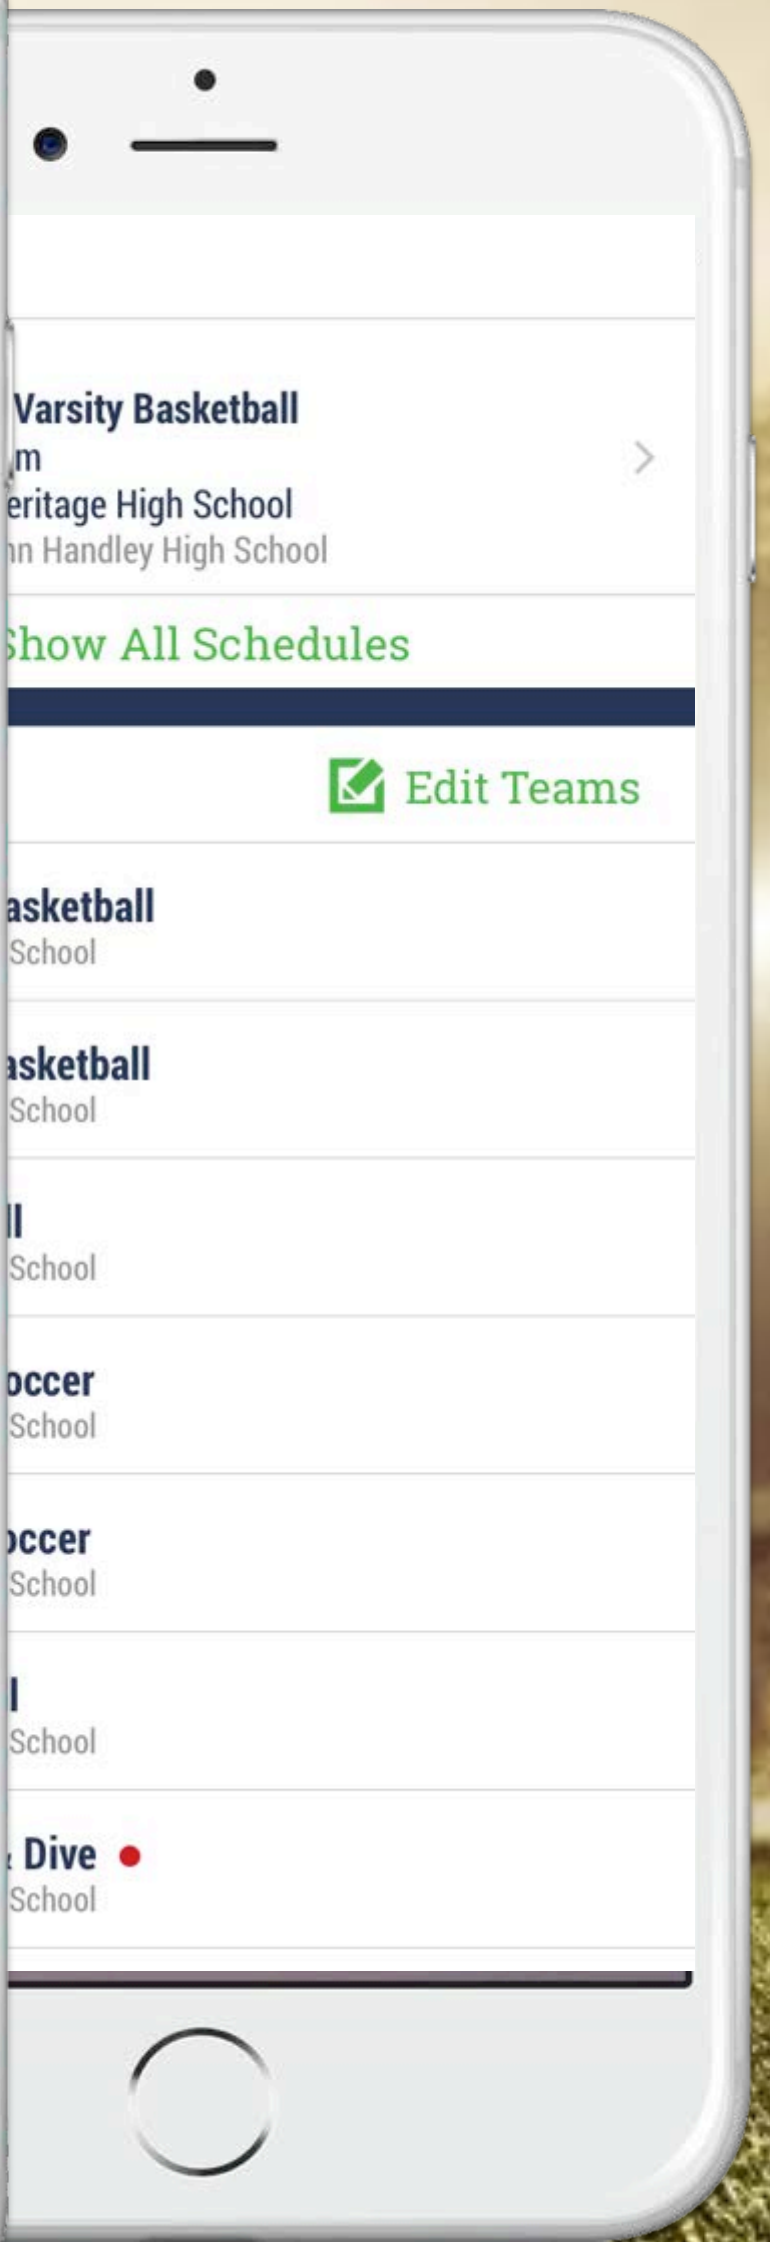 Varsity Basketball
m
eritage High School
nn Handley High School
Show All Schedules
Edit Teams
asketball
School
asketball
School
ll
School
occer
School
occer
School
l
School
& Dive
School